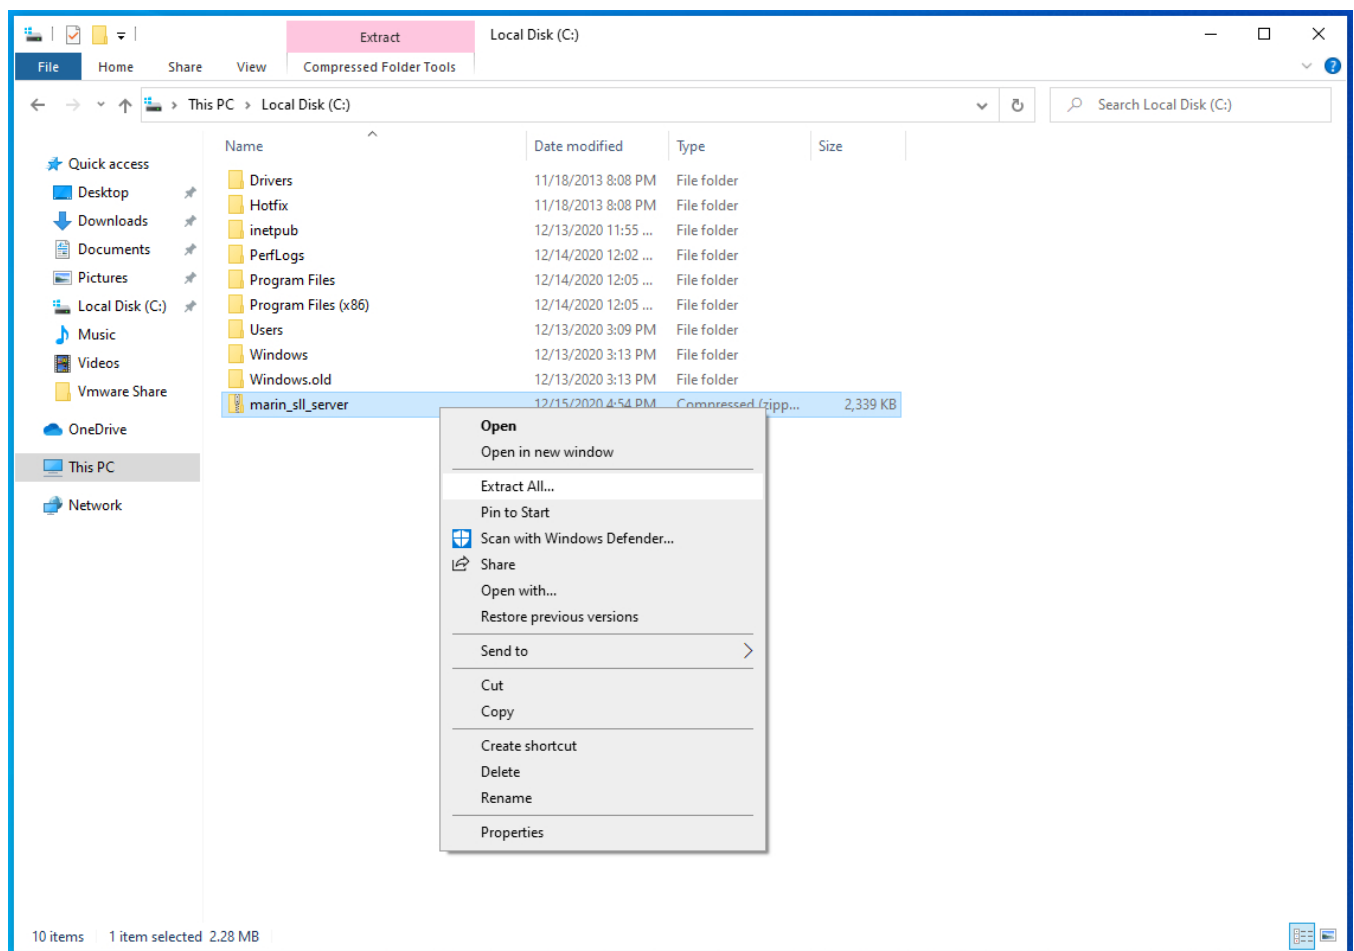 Extract
Local Disk (C:)
File Home Share View Compressed Folder Tools
This PC Local Disk (C:)
Search Local Disk (C:)
Name Date modified Type Size
Quick access
Desktop
Downloads
Documents
Pictures
Local Disk (C:)
Music
Videos
Vmware Share
OneDrive
This PC
Network
Drivers 11/18/2013 8:08 PM File folder
Hotfix 11/18/2013 8:08 PM File folder
inetpub 12/13/2020 11:55 ... File folder
PerfLogs 12/14/2020 12:02 ... File folder
Program Files 12/14/2020 12:05 ... File folder
Program Files (x86) 12/14/2020 12:05 ... File folder
Users 12/13/2020 3:09 PM File folder
Windows 12/13/2020 3:13 PM File folder
Windows.old 12/13/2020 3:13 PM File folder
marin_sll_server 12/15/2020 4:54 PM Compressed (zipp... 2,339 KB
Open
Open in new window
Extract All...
Pin to Start
Scan with Windows Defender...
Share
Open with...
Restore previous versions
Send to
Cut
Copy
Create shortcut
Delete
Rename
Properties
10 items 1 item selected 2.28 MB